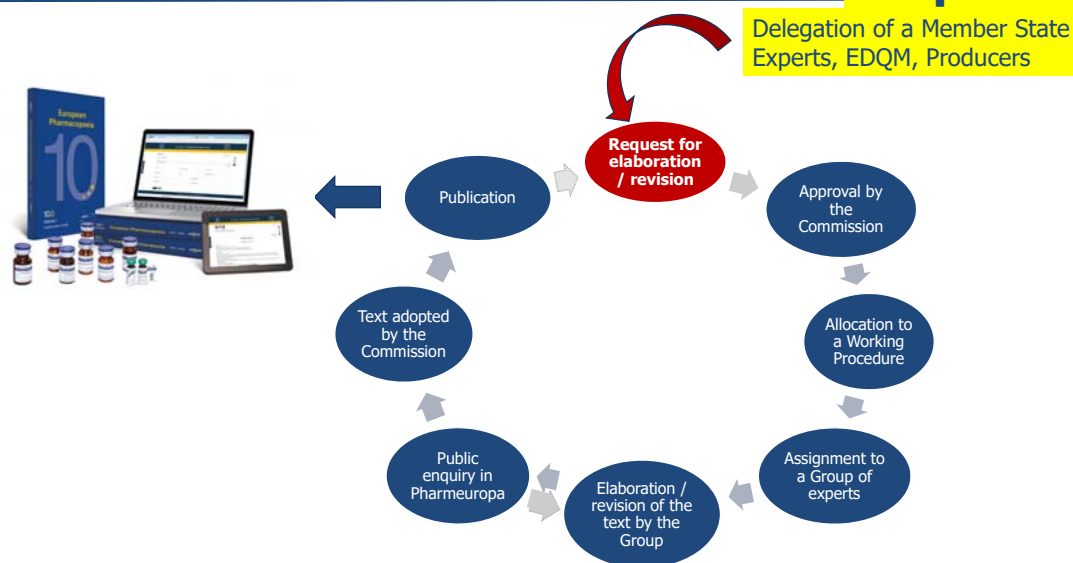 Delegation of a Member State
Experts, EDQM, Producers
European
Pharmacopoeia
10
10.0
Request for
elaboration
/ revision
Approval by
the
Commission
Allocation to
a Working
Procedure
Assignment to
a Group of
experts
Elaboration /
revision of the
text by the
Group
Public
enquiry in
Pharmeuropa
Text adopted
by the
Commission
Publication